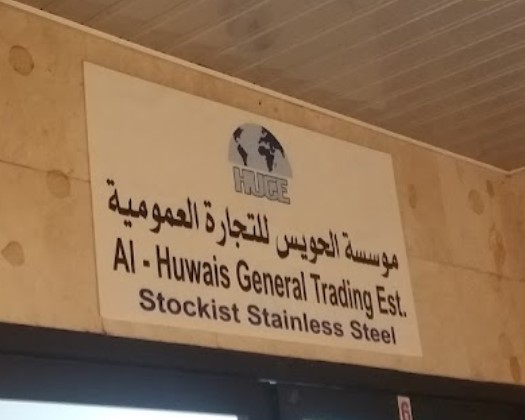 HUGE
موسسة الحويس للتجارة العمومية
Al - Huwais General Trading Est.
Stockist Stainless Steel
6